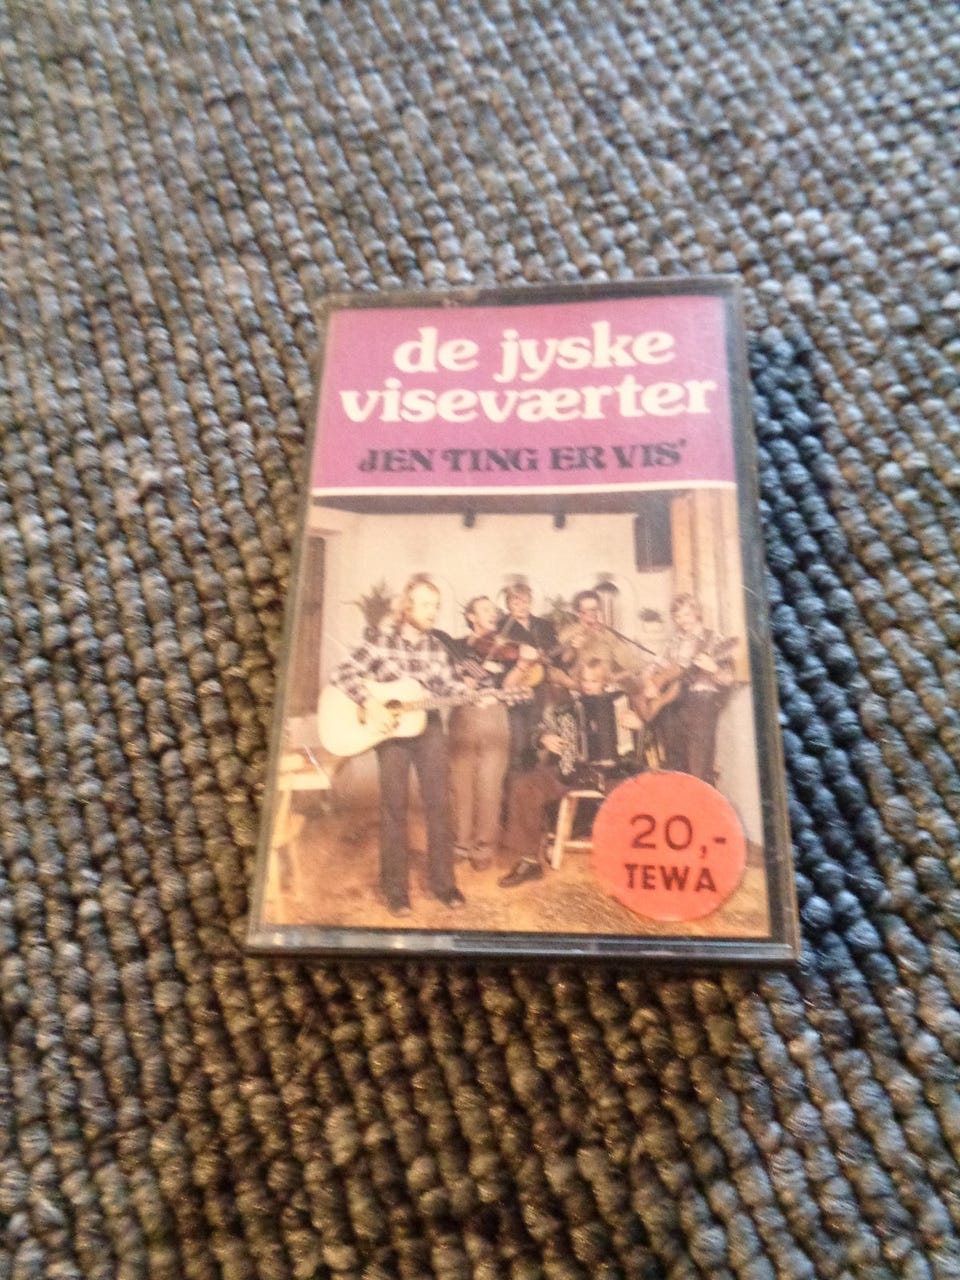 de jyske
viseværter
JEN TING ER VIS'
20,-
TEWA